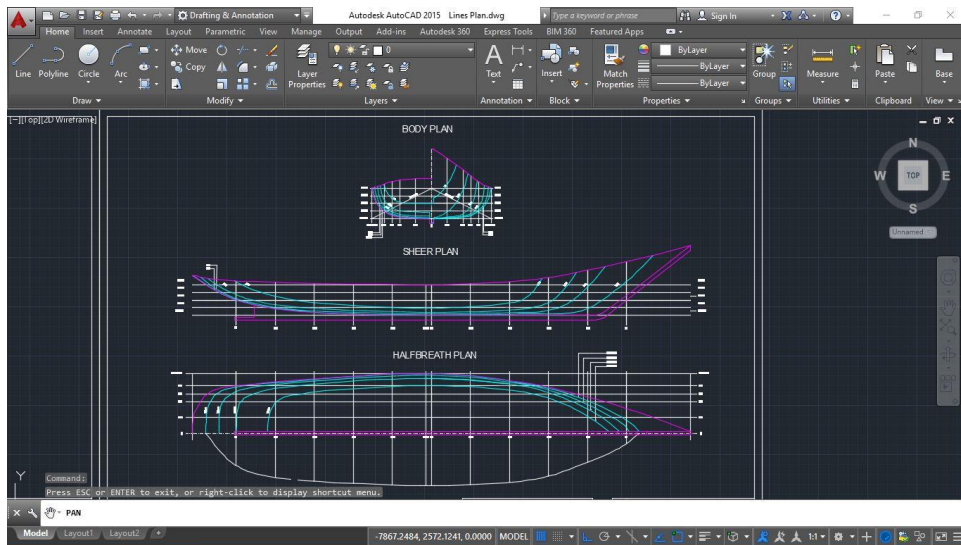 Drafting & Annotation
Autodesk AutoCAD 2015 Lines Plan.dwg
Type a keyword or phrase
Sign In
Home Insert Annotate Layout Parametric View Manage Output Add-ins Autodesk 360 Express Tools BIM 360 Featured Apps
Line Polyline Circle Arc
Move
Copy
Layer Properties
0
Text
Insert
Match Properties
ByLayer
ByLayer
ByLayer
Group
Measure
Paste
Base
Draw Modify Layers Annotation Block Properties Groups Utilities Clipboard View
[-][Top][2D Wireframe]
BODY PLAN
N
W TOP E
S
Unnamed
SHEER PLAN
HALFBREATH PLAN
Y
Command:
Press ESC or ENTER to exit, or right-click to display shortcut menu.
PAN
Model Layout1 Layout2 +
-7867.2484, 2572.1241, 0.0000 MODEL
1:1